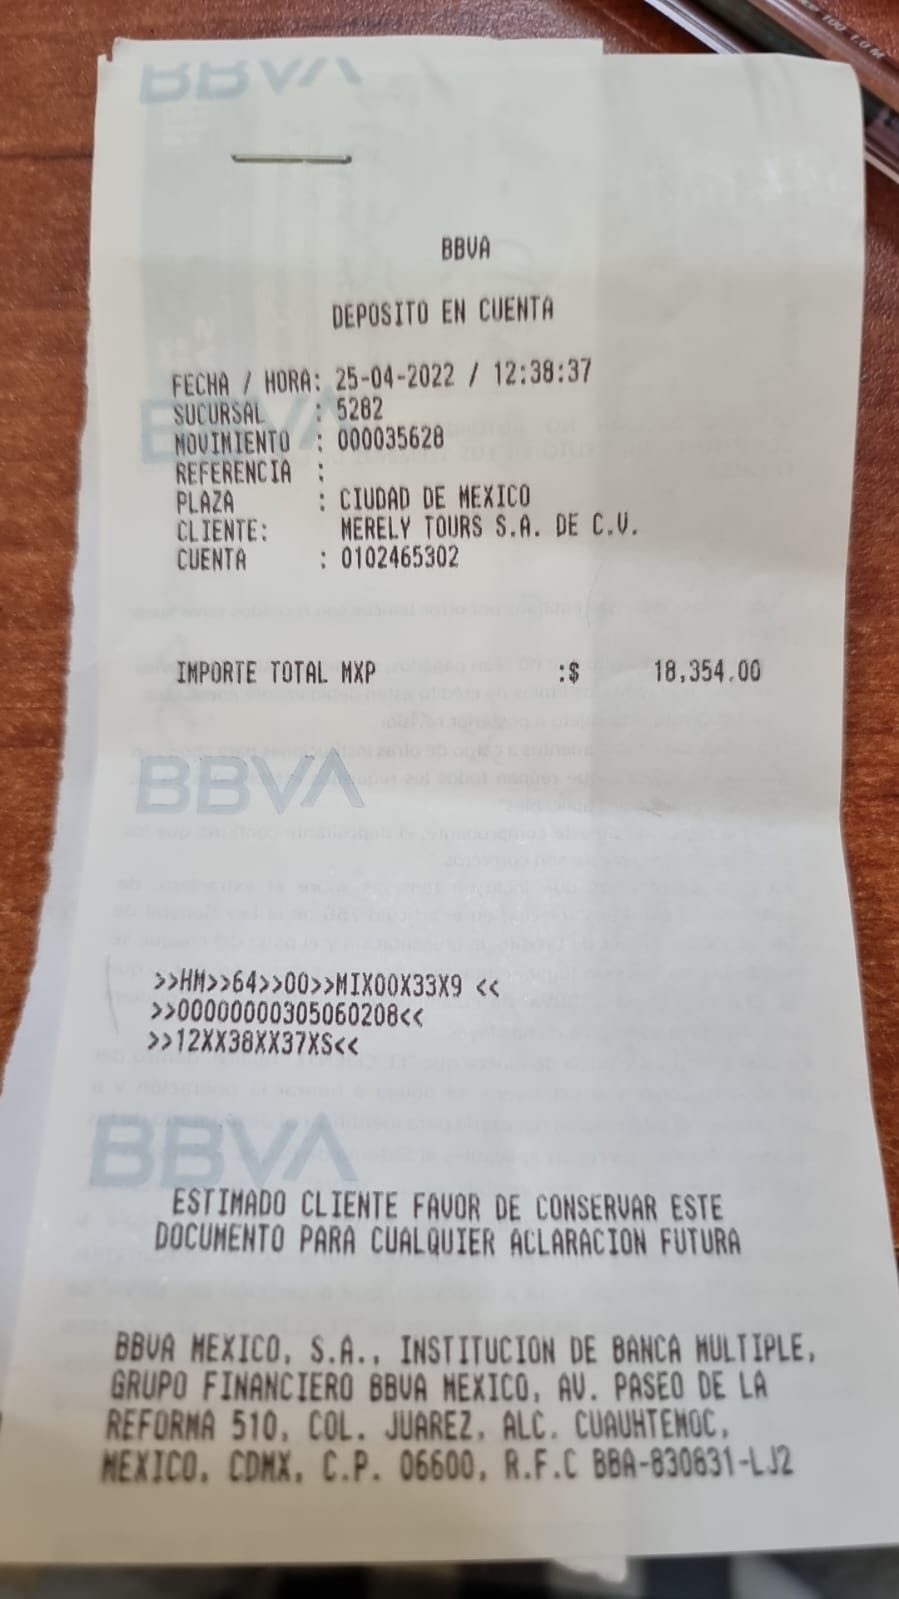 BBVA
BBVA
DEPOSITO EN CUENTA
FECHA / HORA: 25-04-2022 / 12:38:37
SUCURSAL : 5282
MOVIMIENTO : 000035628
REFERENCIA :
PLAZA : CIUDAD DE MEXICO
CLIENTE: MERELY TOURS S.A. DE C.V.
CUENTA : 0102465302
BBVA
IMPORTE TOTAL MXP :$ 18,354.00
BBVA
>>HM>>64>>00>>MIX00X33X9 <<
>>00000000305060208<<
>>12XX38XX37XS<<
BBVA
ESTIMADO CLIENTE FAVOR DE CONSERVAR ESTE
DOCUMENTO PARA CUALQUIER ACLARACION FUTURA
BBVA MEXICO, S.A., INSTITUCION DE BANCA MULTIPLE,
GRUPO FINANCIERO BBVA MEXICO, AV. PASEO DE LA
REFORMA 510, COL. JUAREZ, ALC. CUAUHTEMOC,
MEXICO, CDMX, C.P. 06600, R.F.C BBA-830831-LJ2